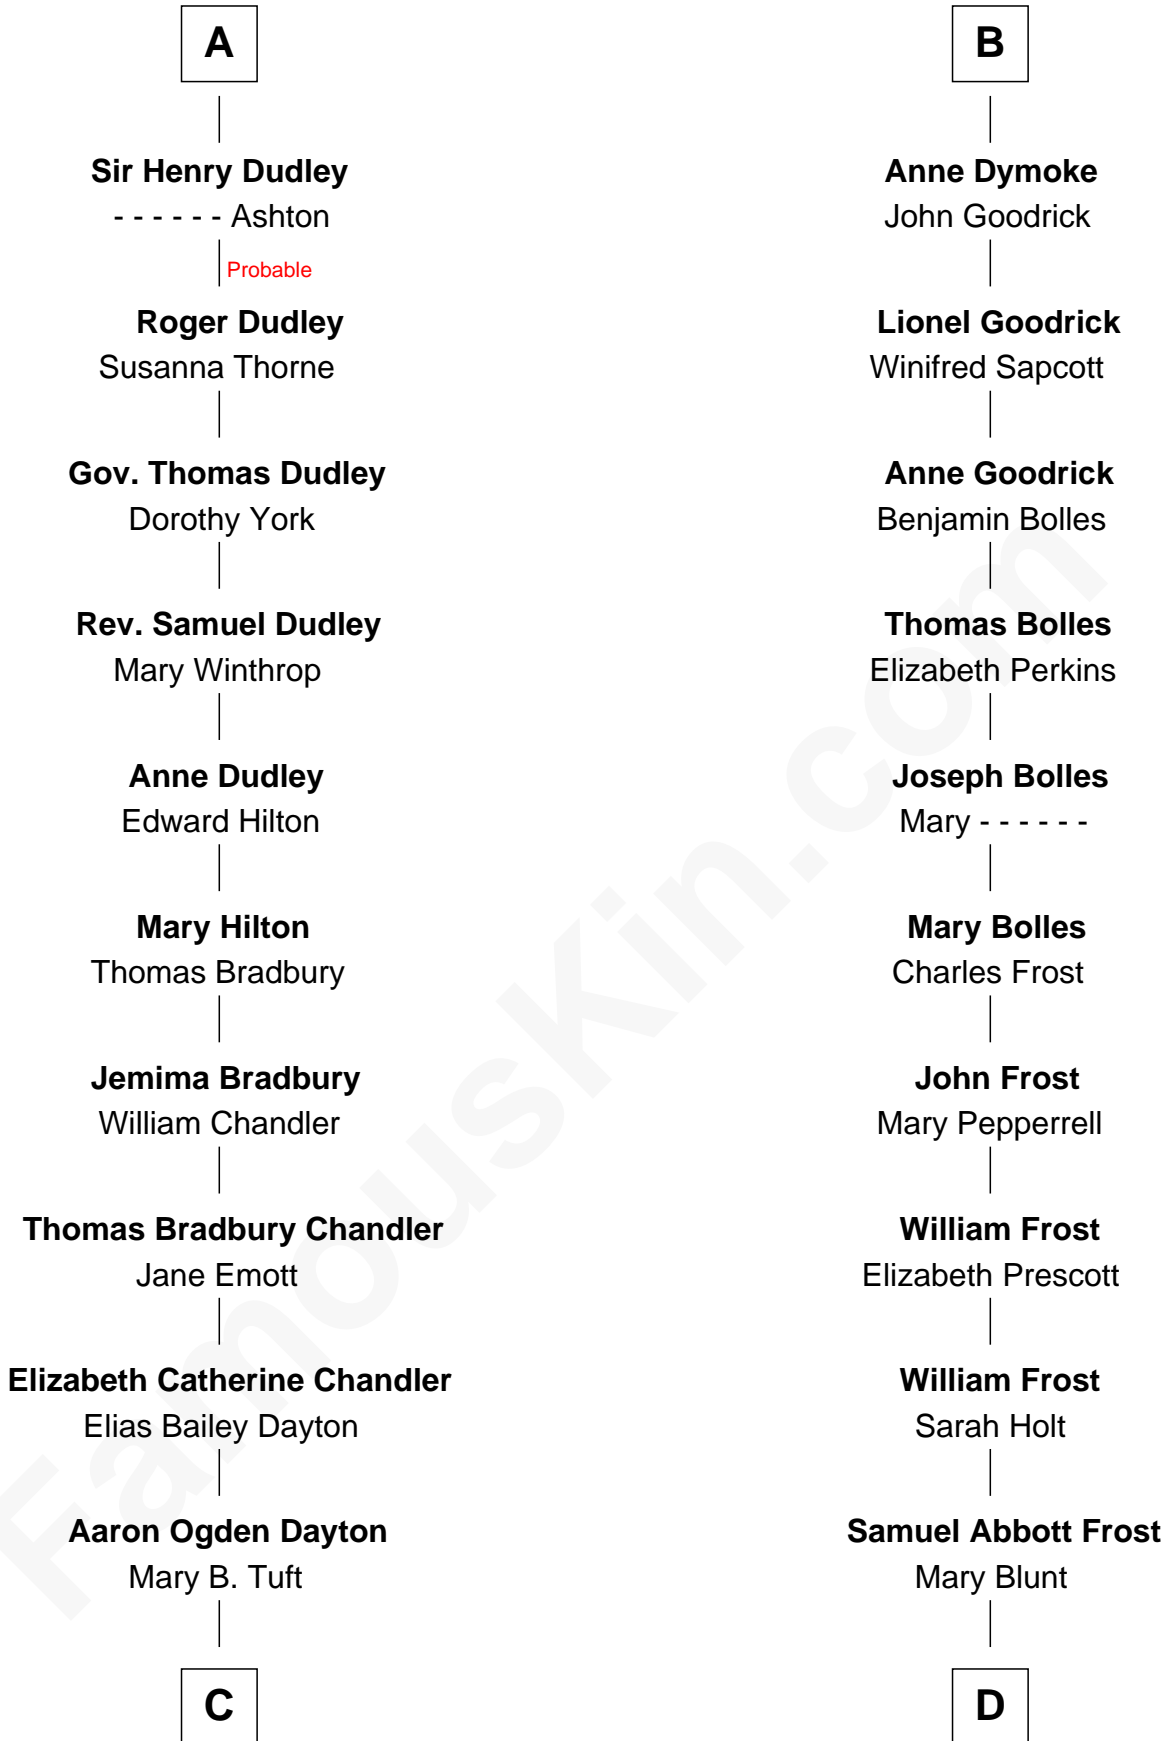 A
Sir Henry Dudley
- - - - - - Ashton
Probable
Roger Dudley
Susanna Thorne
Gov. Thomas Dudley
Dorothy York
Rev. Samuel Dudley
Mary Winthrop
Anne Dudley
Edward Hilton
Mary Hilton
Thomas Bradbury
Jemima Bradbury
William Chandler
Thomas Bradbury Chandler
Jane Emott
Elizabeth Catherine Chandler
Elias Bailey Dayton
Aaron Ogden Dayton
Mary B. Tuft
C
B
Anne Dymoke
John Goodrick
Lionel Goodrick
Winifred Sapcott
Anne Goodrick
Benjamin Bolles
Thomas Bolles
Elizabeth Perkins
Joseph Bolles
Mary - - - - - -
Mary Bolles
Charles Frost
John Frost
Mary Pepperrell
William Frost
Elizabeth Prescott
William Frost
Sarah Holt
Samuel Abbott Frost
Mary Blunt
D
FamousKin.com